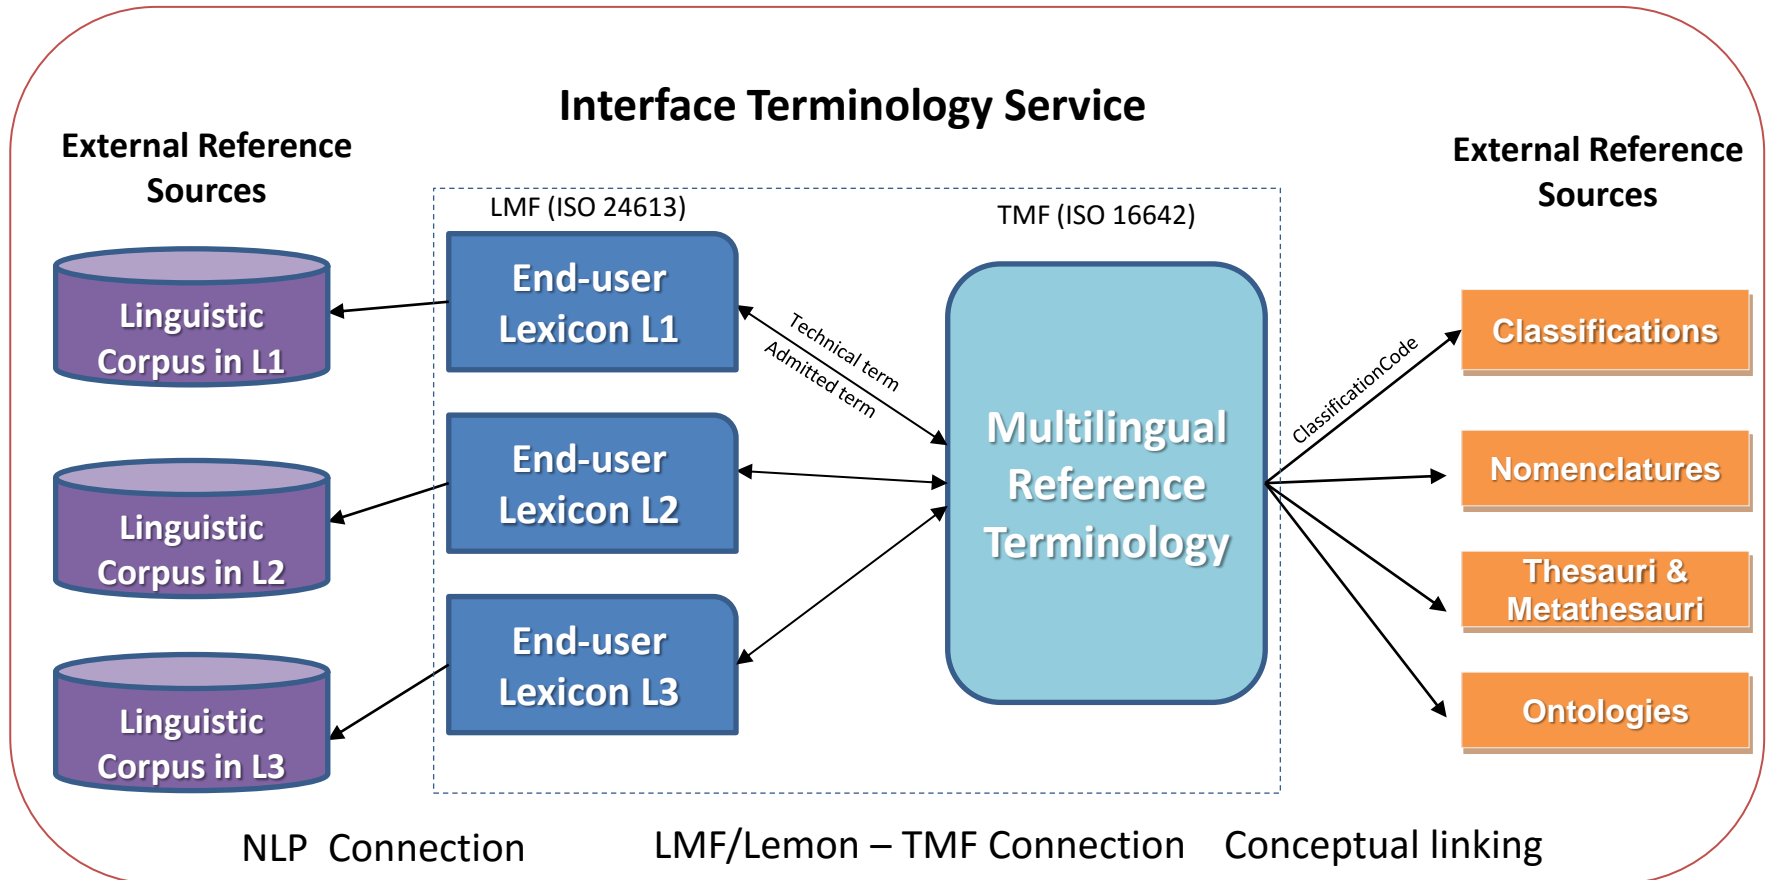 Interface Terminology Service
External Reference
Sources
Linguistic
Corpus in L1
Linguistic
Corpus in L2
Linguistic
Corpus in L3
LMF (ISO 24613)
End-user
Lexicon L1
End-user
Lexicon L2
End-user
Lexicon L3
Technical term
Admitted term
TMF (ISO 16642)
Multilingual
Reference
Terminology
ClassificationCode
External Reference
Sources
Classifications
Nomenclatures
Thesauri &
Metathesauri
Ontologies
NLP Connection
LMF/Lemon – TMF Connection
Conceptual linking